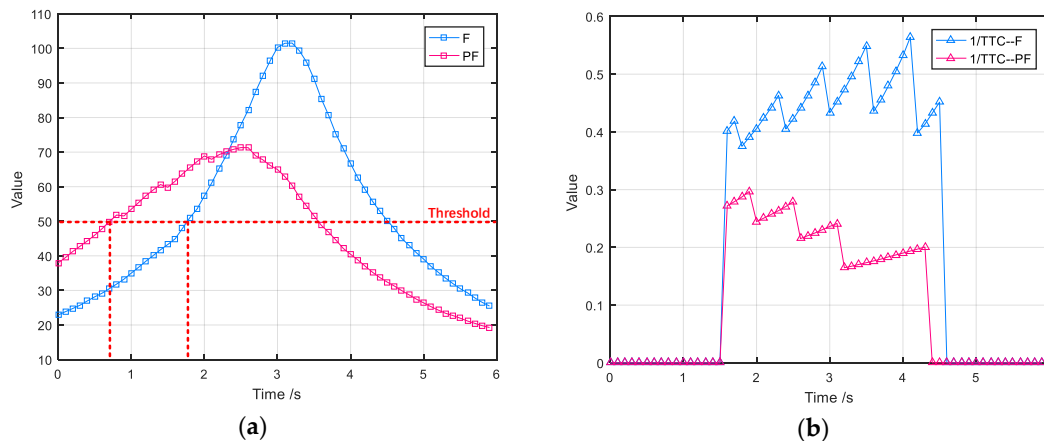 110
100
90
80
70
60
50
40
30
20
10
Value
F
PF
Threshold
0
1
2
3
4
5
6
Time /s
(a)
0.6
0.5
0.4
0.3
0.2
0.1
0
Value
1/TTC--F
1/TTC--PF
0
1
2
3
4
5
Time /s
(b)